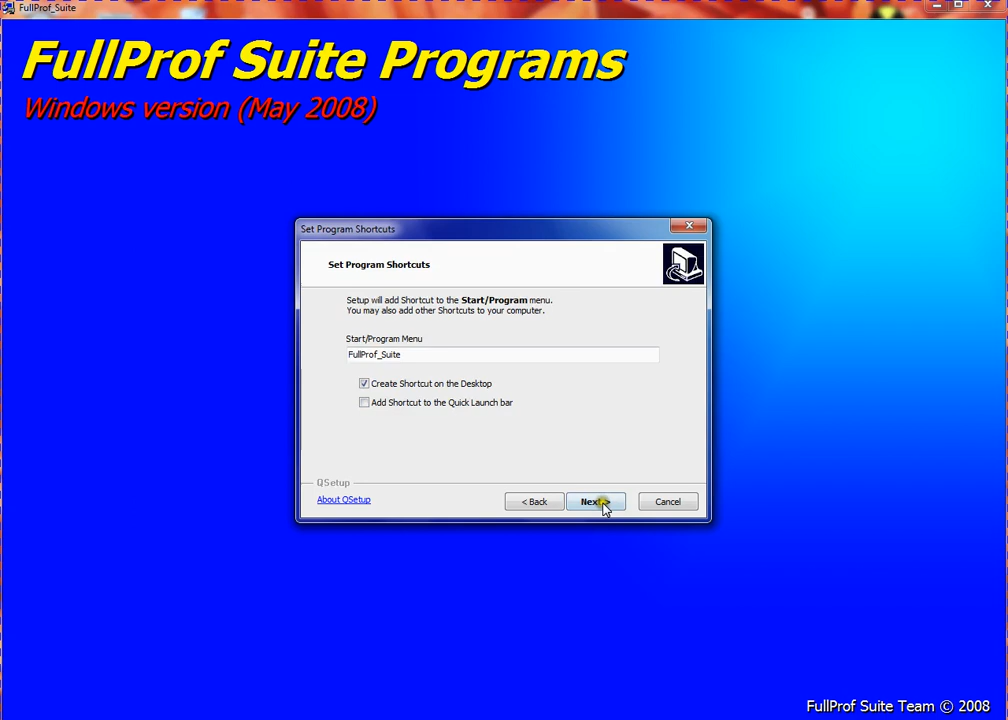 FullProf_Suite
FullProf Suite Programs
Windows version (May 2008)
Set Program Shortcuts
Set Program Shortcuts
Setup will add Shortcut to the Start/Program menu.
You may also add other Shortcuts to your computer.
Start/Program Menu
FullProf_Suite
Create Shortcut on the Desktop
Add Shortcut to the Quick Launch bar
QSetup
About QSetup
< Back
Next >
Cancel
FullProf Suite Team © 2008